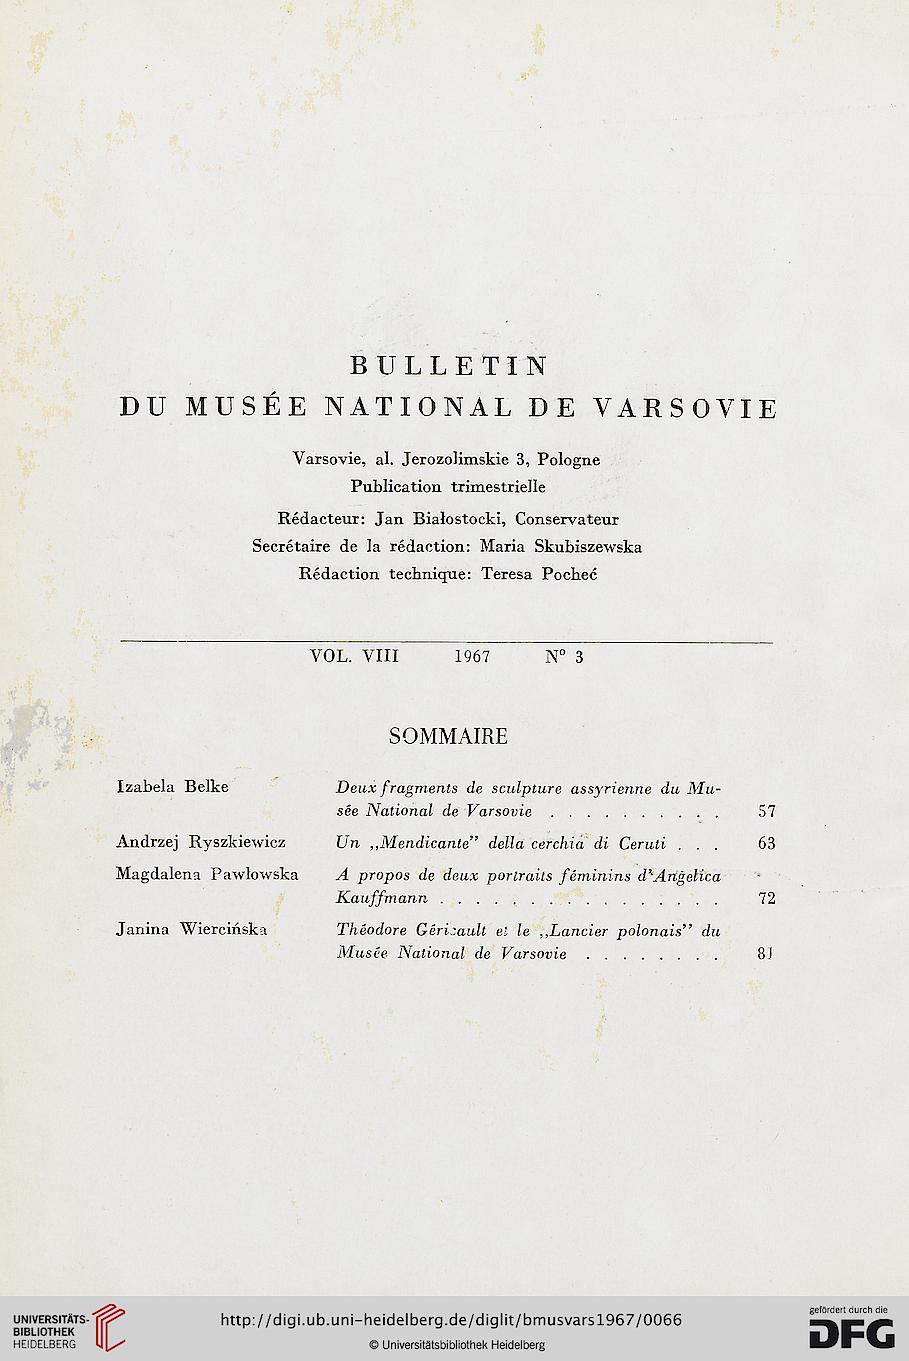 BULLETIN
DU MUSÉE NATIONAL DE VARSOVIE
Varsovie, al. Jerozolimskie 3, Pologne
Publication trimestrielle
Rédacteur: Jan Białostocki, Conservateur
Secrétaire de la rédaction: Maria Skubiszewska
Rédaction technique: Teresa Pocheć
VOL. VIII 1967 N° 3
SOMMAIRE
Izabela Belke Deux fragments de sculpture assyrienne du Mu-
sée National de Varsovie . . . . . . . . . . 57
Andrzej Ryszkiewicz Un „Mendicante” della cerchia di Ceruti . . . 63
Magdalena Pawłowska A propos de deux portraits féminins d'Angelica
Kauffmann . . . . . . . . . . . . . . . . 72
Janina Wiercińska Théodore Géricault et le „Lancier polonais” du
Musée National de Varsovie . . . . . . . . 81
UNIVERSITÄTS-
BIBLIOTHEK
HEIDELBERG
http://digi.ub.uni-heidelberg.de/diglit/bmusvars1967/0066
© Universitätsbibliothek Heidelberg
gefördert durch die
DFG